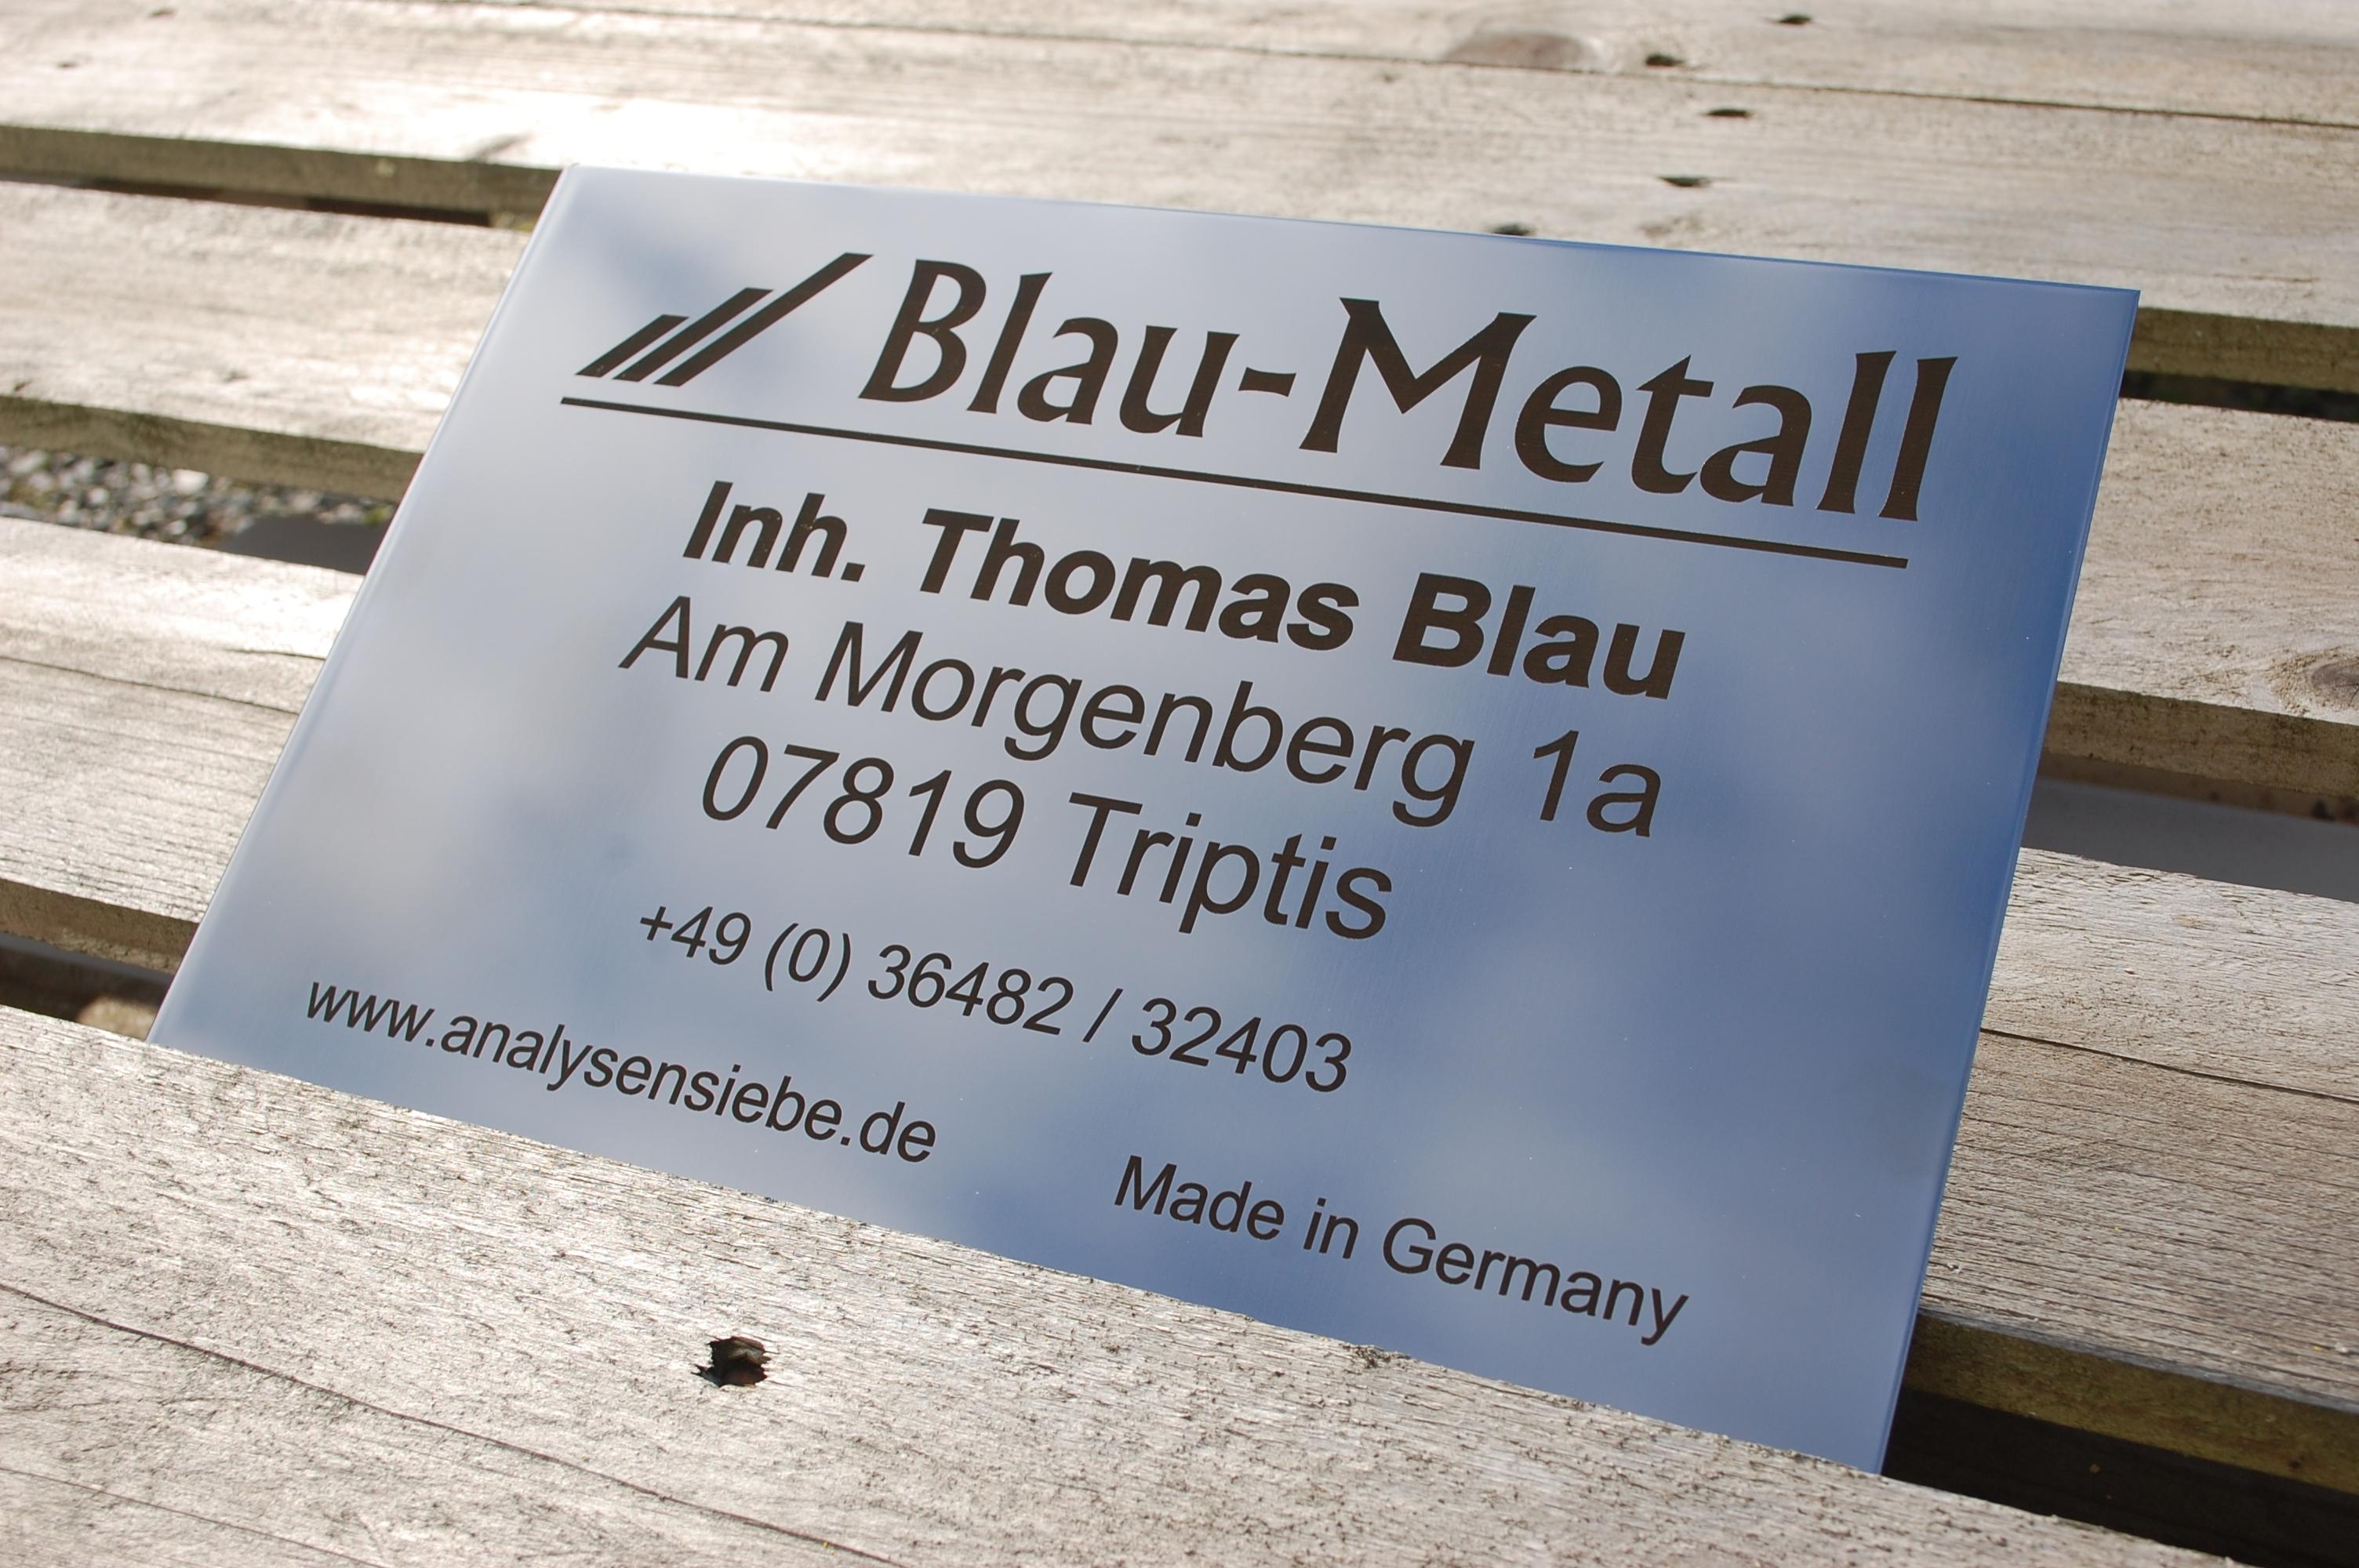 Blau-Metall
Inh. Thomas Blau
Am Morgenberg 1a
07819 Triptis
+49 (0) 36482 / 32403
www.analysensiebe.de
Made in Germany